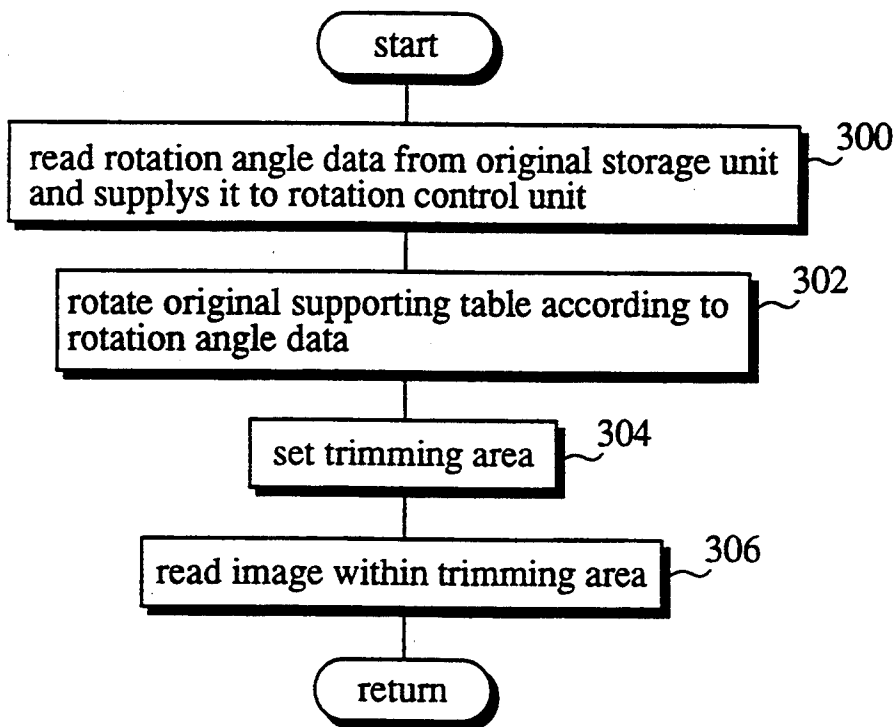 start
read rotation angle data from original storage unit
and supplys it to rotation control unit
300
rotate original supporting table according to
rotation angle data
302
set trimming area
304
read image within trimming area
306
return